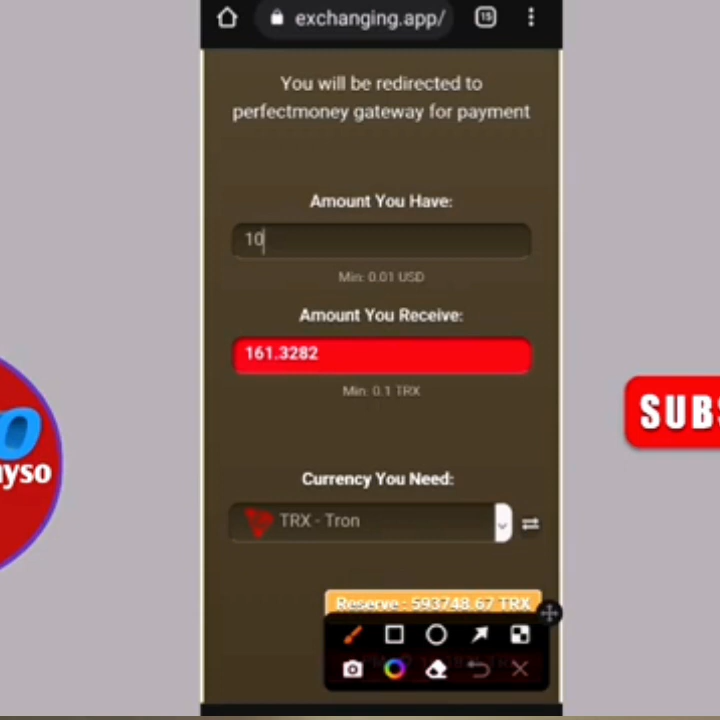 exchanging.app/
15
You will be redirected to
perfectmoney gateway for payment
Amount You Have:
10
Min: 0.01 USD
Amount You Receive:
161.3282
Min: 0.1 TRX
SUBS
yso
Currency You Need:
TRX - Tron
Reserve : 593748.67 TRX